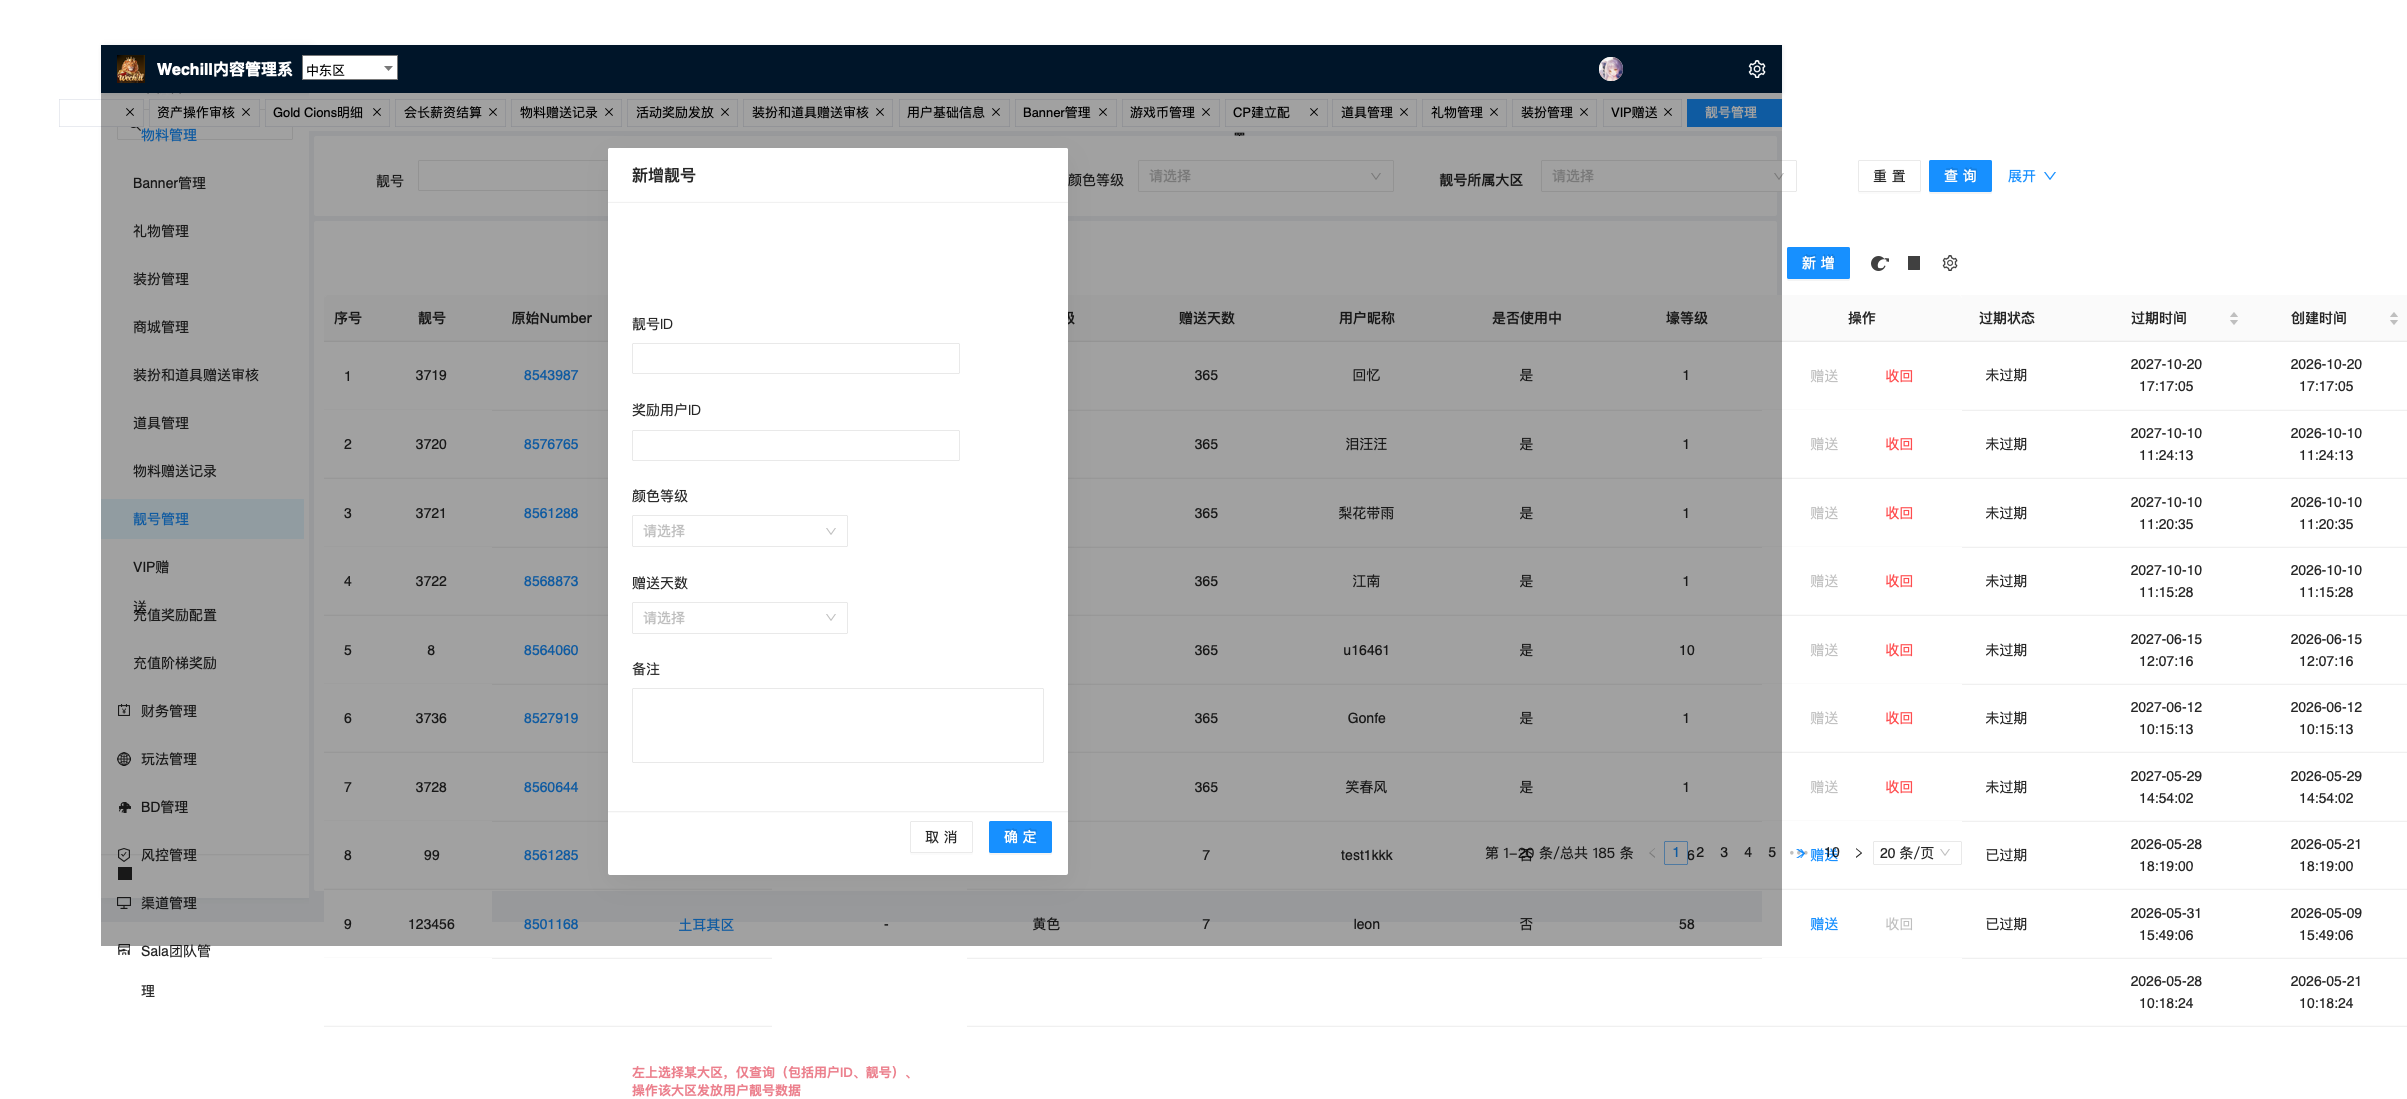 Wechill内容管理系 中东区
资产操作审核 Gold Cions明细 会长薪资结算 物料赠送记录 活动奖励发放 装扮和道具赠送审核 用户基础信息 Banner管理 游戏币管理 CP建立配 道具管理 礼物管理 装扮管理 VIP赠送 靓号管理
物料管理
Banner管理
礼物管理
装扮管理
商城管理
装扮和道具赠送审核
道具管理
物料赠送记录
靓号管理
VIP赠
送
充值奖励配置
充值阶梯奖励
财务管理
玩法管理
BD管理
风控管理
渠道管理
Sala团队管
理
靓号 颜色等级 请选择 靓号所属大区 请选择 重 置 查 询 展开
新 增
序号 靓号 原始Number 级 赠送天数 用户昵称 是否使用中 壕等级 操作 过期状态 过期时间 创建时间
1 3719 8543987 365 回忆 是 1 赠送 收回 未过期 2027-10-20 17:17:05 2026-10-20 17:17:05
2 3720 8576765 365 泪汪汪 是 1 赠送 收回 未过期 2027-10-10 11:24:13 2026-10-10 11:24:13
3 3721 8561288 365 梨花带雨 是 1 赠送 收回 未过期 2027-10-10 11:20:35 2026-10-10 11:20:35
4 3722 8568873 365 江南 是 1 赠送 收回 未过期 2027-10-10 11:15:28 2026-10-10 11:15:28
5 8 8564060 365 u16461 是 10 赠送 收回 未过期 2027-06-15 12:07:16 2026-06-15 12:07:16
6 3736 8527919 365 Gonfe 是 1 赠送 收回 未过期 2027-06-12 10:15:13 2026-06-12 10:15:13
7 3728 8560644 365 笑春风 是 1 赠送 收回 未过期 2027-05-29 14:54:02 2026-05-29 14:54:02
8 99 8561285 7 test1kkk 否 6 赠送 已过期 2026-05-28 18:19:00 2026-05-21 18:19:00
第 1-20 条/总共 185 条 1 2 3 4 5 10 20 条/页
9 123456 8501168 土耳其区 - 黄色 7 leon 否 58 赠送 收回 已过期 2026-05-31 15:49:06 2026-05-09 15:49:06
2026-05-28 10:18:24 2026-05-21 10:18:24
新增靓号
靓号ID
奖励用户ID
颜色等级
请选择
赠送天数
请选择
备注
取 消 确 定
左上选择某大区，仅查询（包括用户ID、靓号）、
操作该大区发放用户靓号数据